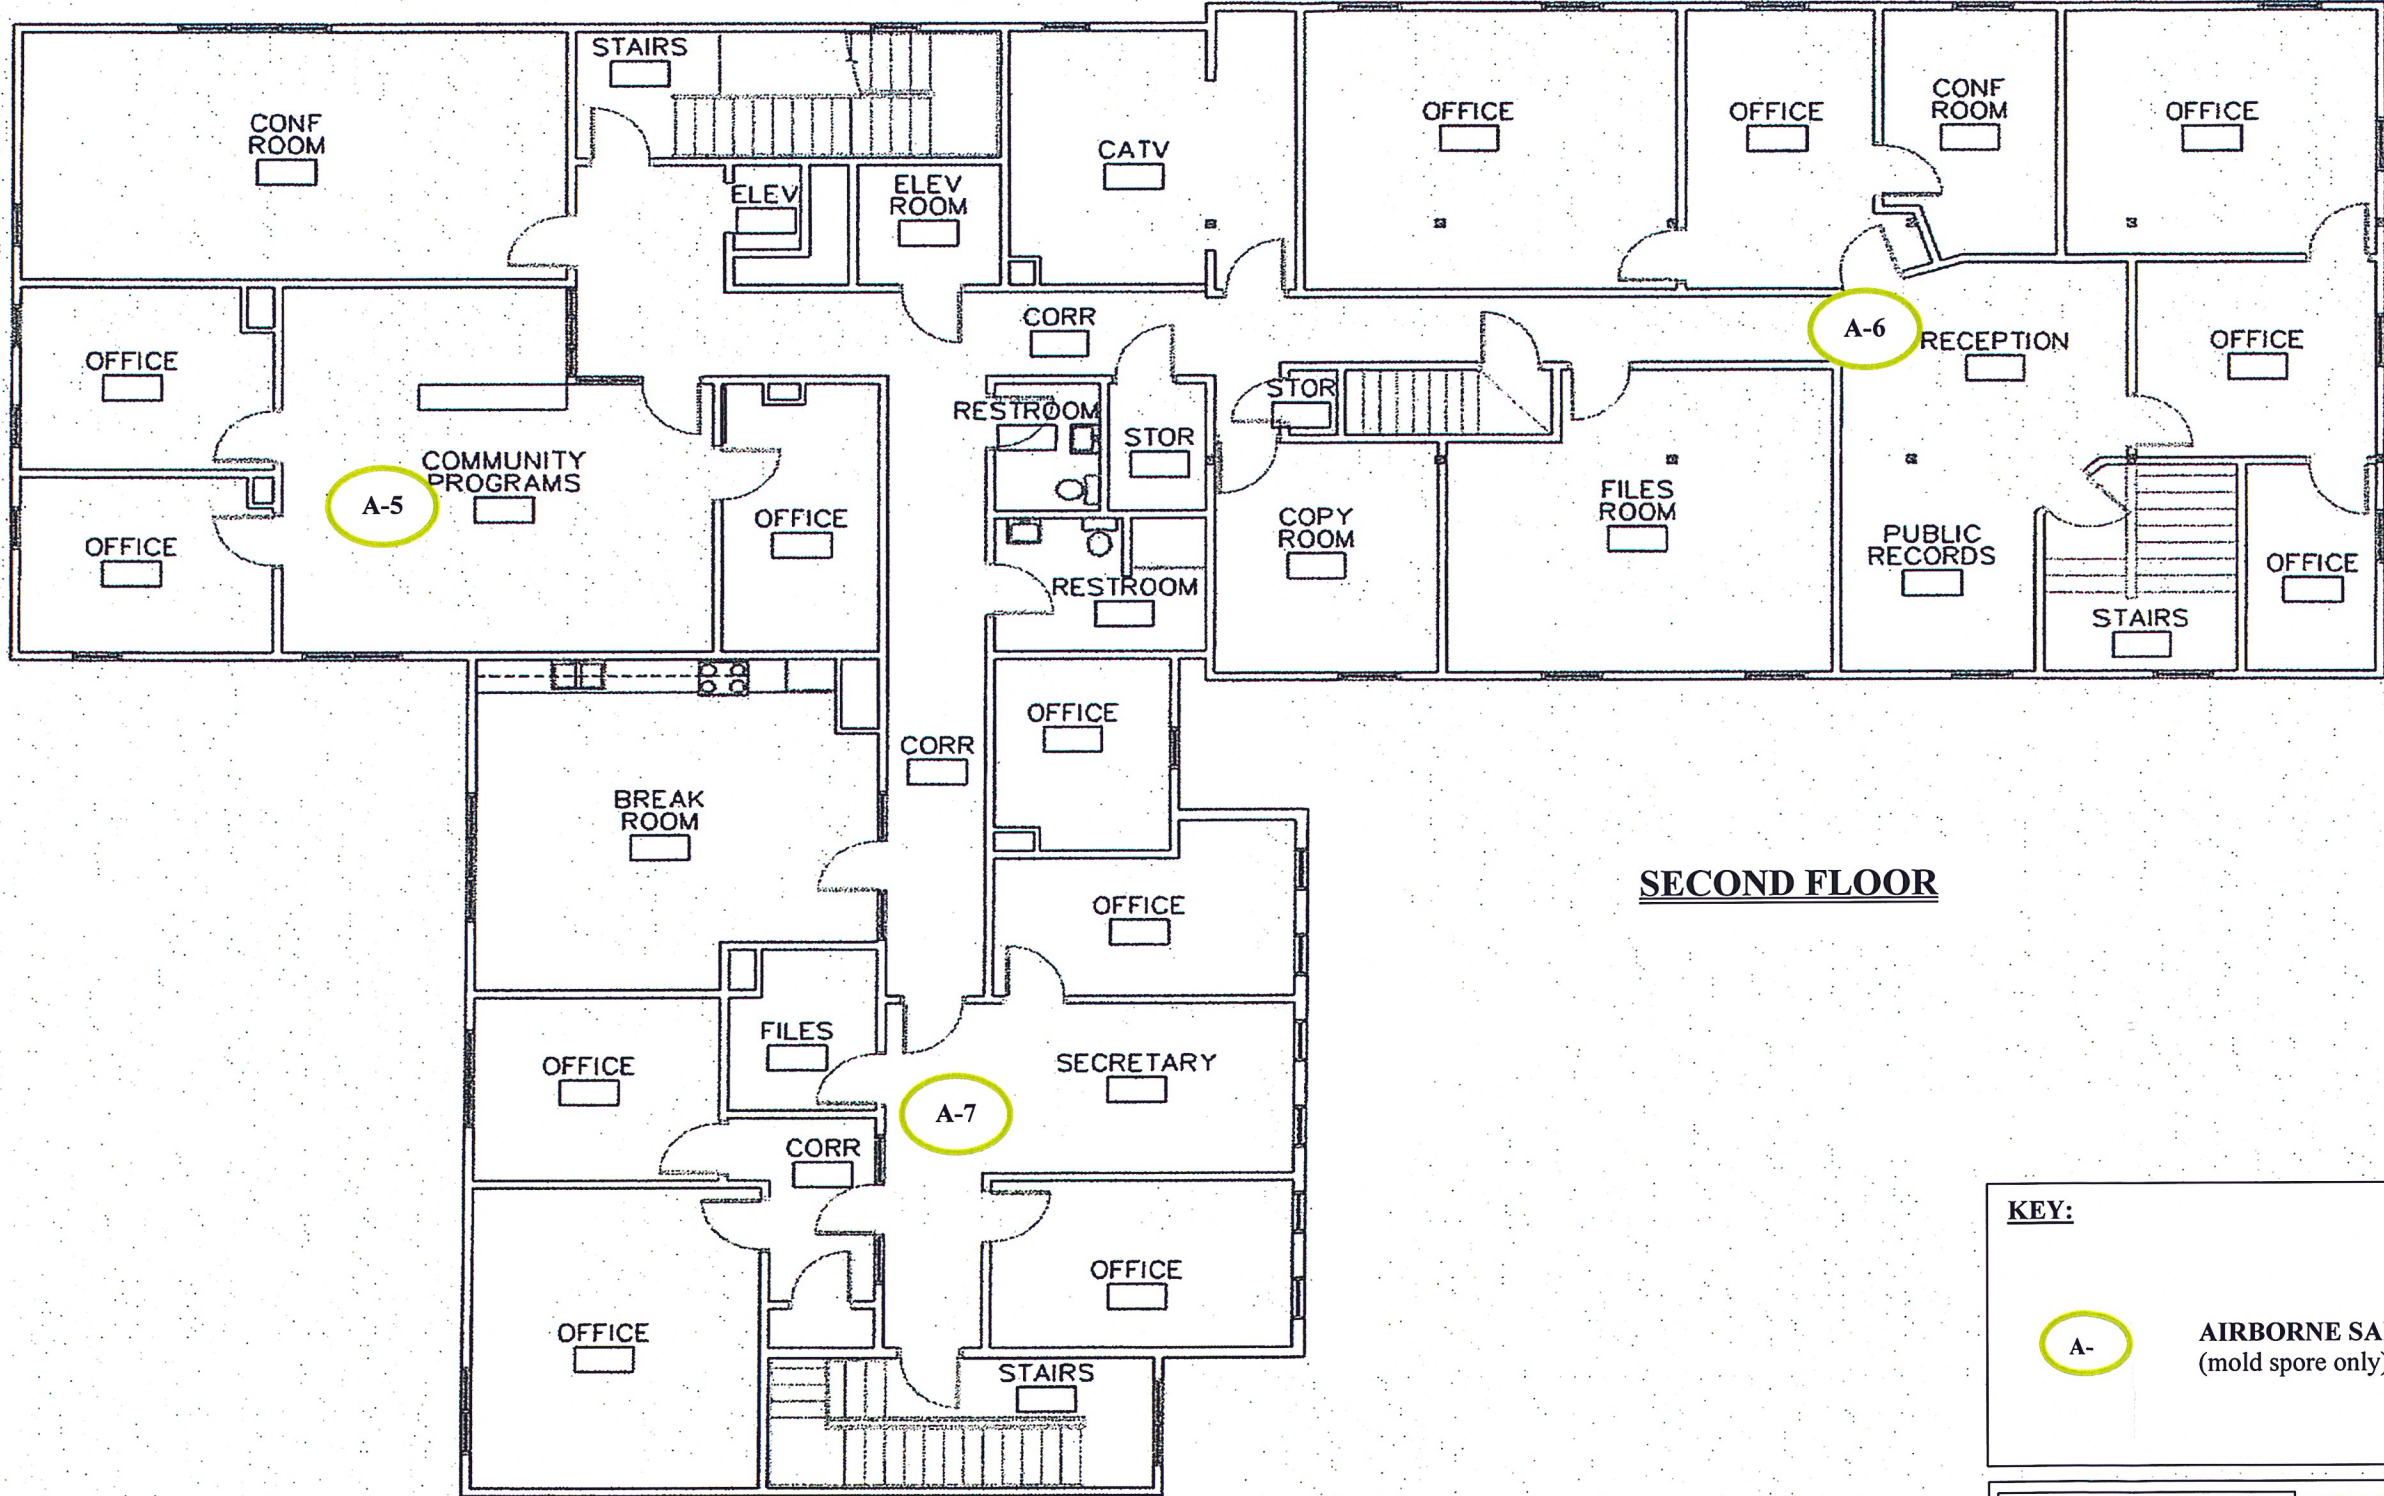 STAIRS
CONF
ROOM
CATV
OFFICE
OFFICE
CONF
ROOM
OFFICE
ELEV
ELEV
ROOM
CORR
A-6
RECEPTION
OFFICE
OFFICE
STOR
RESTROOM
STOR
COMMUNITY
PROGRAMS
A-5
OFFICE
OFFICE
COPY
ROOM
FILES
ROOM
PUBLIC
RECORDS
OFFICE
RESTROOM
STAIRS
OFFICE
CORR
BREAK
ROOM
SECOND FLOOR
OFFICE
FILES
OFFICE
SECRETARY
A-7
CORR
KEY:
OFFICE
OFFICE
A-
AIRBORNE SA
(mold spore only)
STAIRS